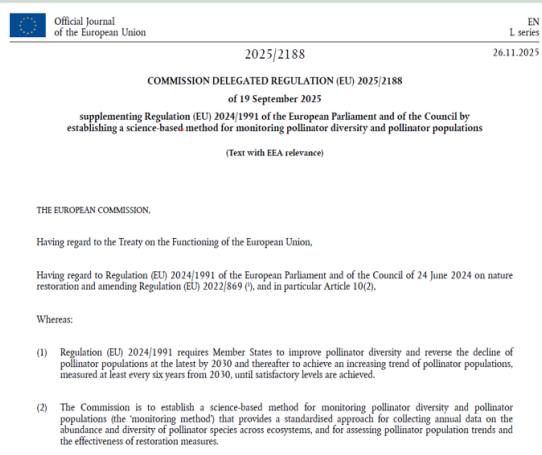 Official Journal
of the European Union
EN
L series
2025/2188
26.11.2025
COMMISSION DELEGATED REGULATION (EU) 2025/2188
of 19 September 2025
supplementing Regulation (EU) 2024/1991 of the European Parliament and of the Council by
establishing a science-based method for monitoring pollinator diversity and pollinator populations
(Text with EEA relevance)
THE EUROPEAN COMMISSION,
Having regard to the Treaty on the Functioning of the European Union,
Having regard to Regulation (EU) 2024/1991 of the European Parliament and of the Council of 24 June 2024 on nature
restoration and amending Regulation (EU) 2022/869 (¹), and in particular Article 10(2),
Whereas:
(1) Regulation (EU) 2024/1991 requires Member States to improve pollinator diversity and reverse the decline of
pollinator populations at the latest by 2030 and thereafter to achieve an increasing trend of pollinator populations,
measured at least every six years from 2030, until satisfactory levels are achieved.
(2) The Commission is to establish a science-based method for monitoring pollinator diversity and pollinator
populations (the ‘monitoring method’) that provides a standardised approach for collecting annual data on the
abundance and diversity of pollinator species across ecosystems, and for assessing pollinator population trends and
the effectiveness of restoration measures.